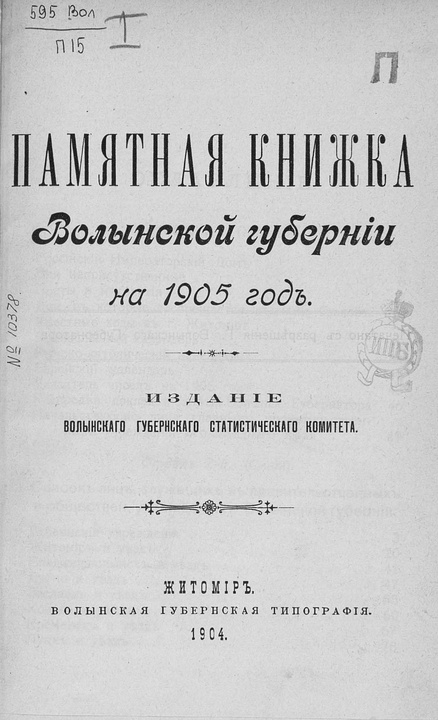 595 Вол
П15
I
П
ПАМЯТНАЯ КНИЖКА
Волынской губерніи
на 1905 годъ.
№ 10378.
ИЗДАНІЕ
ВОЛЫНСКАГО ГУБЕРНСКАГО СТАТИСТИЧЕСКАГО КОМИТЕТА.
ЖИТОМІРЪ.
ВОЛЫНСКАЯ ГУБЕРНСКАЯ ТИПОГРАФІЯ.
1904.